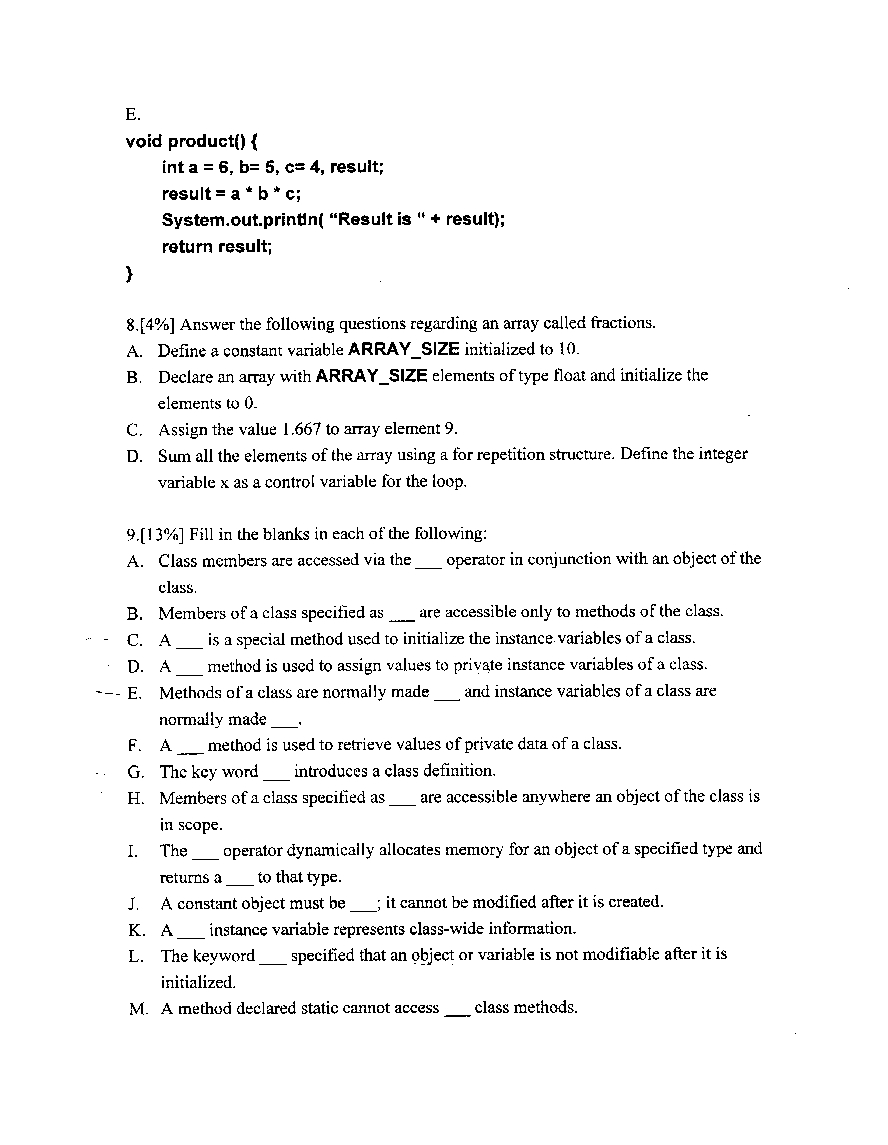 E.
void product() {
int a = 6, b= 5, c= 4, result;
result = a * b * c;
System.out.println( “Result is “ + result);
return result;
}
8.[4%] Answer the following questions regarding an array called fractions.
A. Define a constant variable ARRAY_SIZE initialized to 10.
B. Declare an array with ARRAY_SIZE elements of type float and initialize the
elements to 0.
C. Assign the value 1.667 to array element 9.
D. Sum all the elements of the array using a for repetition structure. Define the integer
variable x as a control variable for the loop.
9.[13%] Fill in the blanks in each of the following:
A. Class members are accessed via the ___ operator in conjunction with an object of the
class.
B. Members of a class specified as ___ are accessible only to methods of the class.
C. A ___ is a special method used to initialize the instance variables of a class.
D. A ___ method is used to assign values to private instance variables of a class.
E. Methods of a class are normally made ___ and instance variables of a class are
normally made ___.
F. A ___ method is used to retrieve values of private data of a class.
G. The key word ___ introduces a class definition.
H. Members of a class specified as ___ are accessible anywhere an object of the class is
in scope.
I. The ___ operator dynamically allocates memory for an object of a specified type and
returns a ___ to that type.
J. A constant object must be ___; it cannot be modified after it is created.
K. A ___ instance variable represents class-wide information.
L. The keyword ___ specified that an object or variable is not modifiable after it is
initialized.
M. A method declared static cannot access ___ class methods.